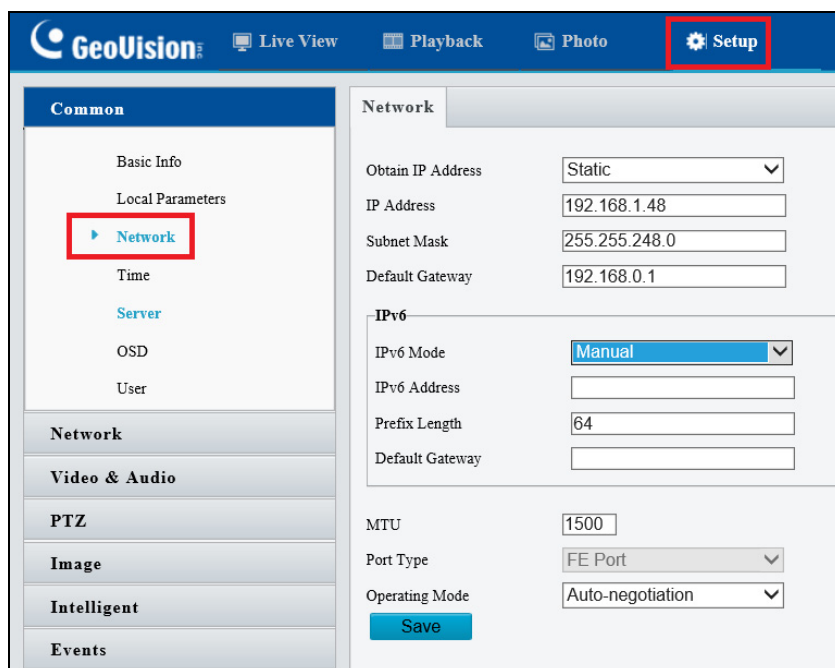 GeoVision Live View Playback Photo Setup
Common
Basic Info
Local Parameters
Network
Time
Server
OSD
User
Network
Video & Audio
PTZ
Image
Intelligent
Events
Network
Obtain IP Address Static
IP Address 192.168.1.48
Subnet Mask 255.255.248.0
Default Gateway 192.168.0.1
IPv6
IPv6 Mode Manual
IPv6 Address
Prefix Length 64
Default Gateway
MTU 1500
Port Type FE Port
Operating Mode Auto-negotiation
Save